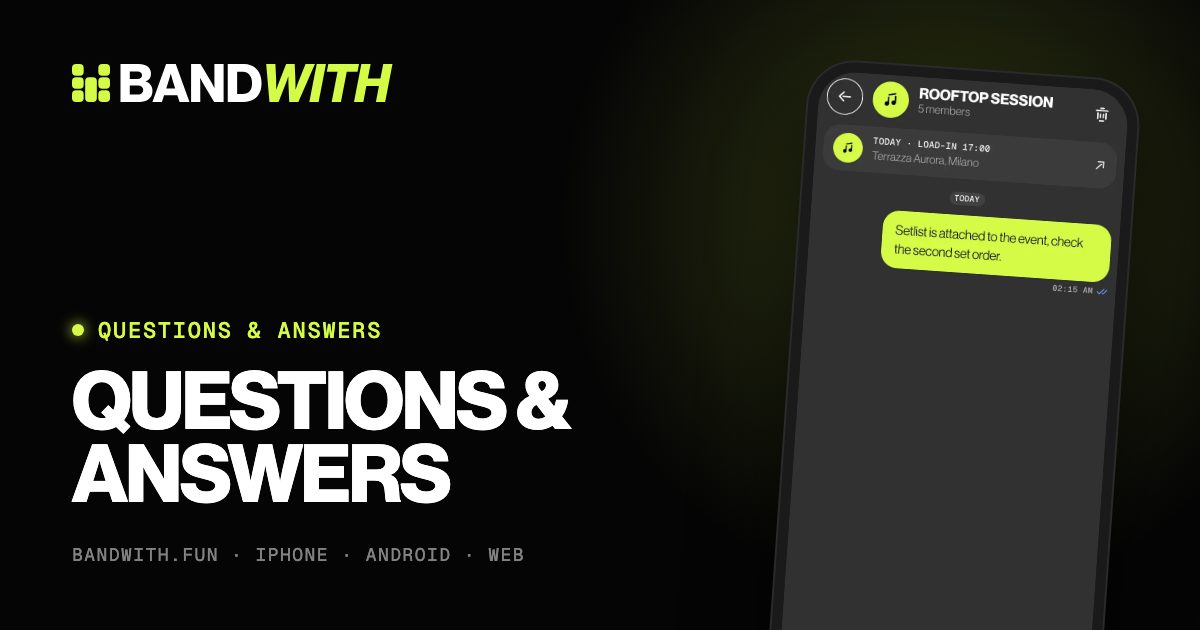 BANDWITH
QUESTIONS & ANSWERS
QUESTIONS &
ANSWERS
BANDWITH.FUN · IPHONE · ANDROID · WEB
ROOFTOP SESSION
5 members
TODAY · LOAD-IN 17:00
Terrazza Aurora, Milano
TODAY
Setlist is attached to the event, check
the second set order.
02:15 AM